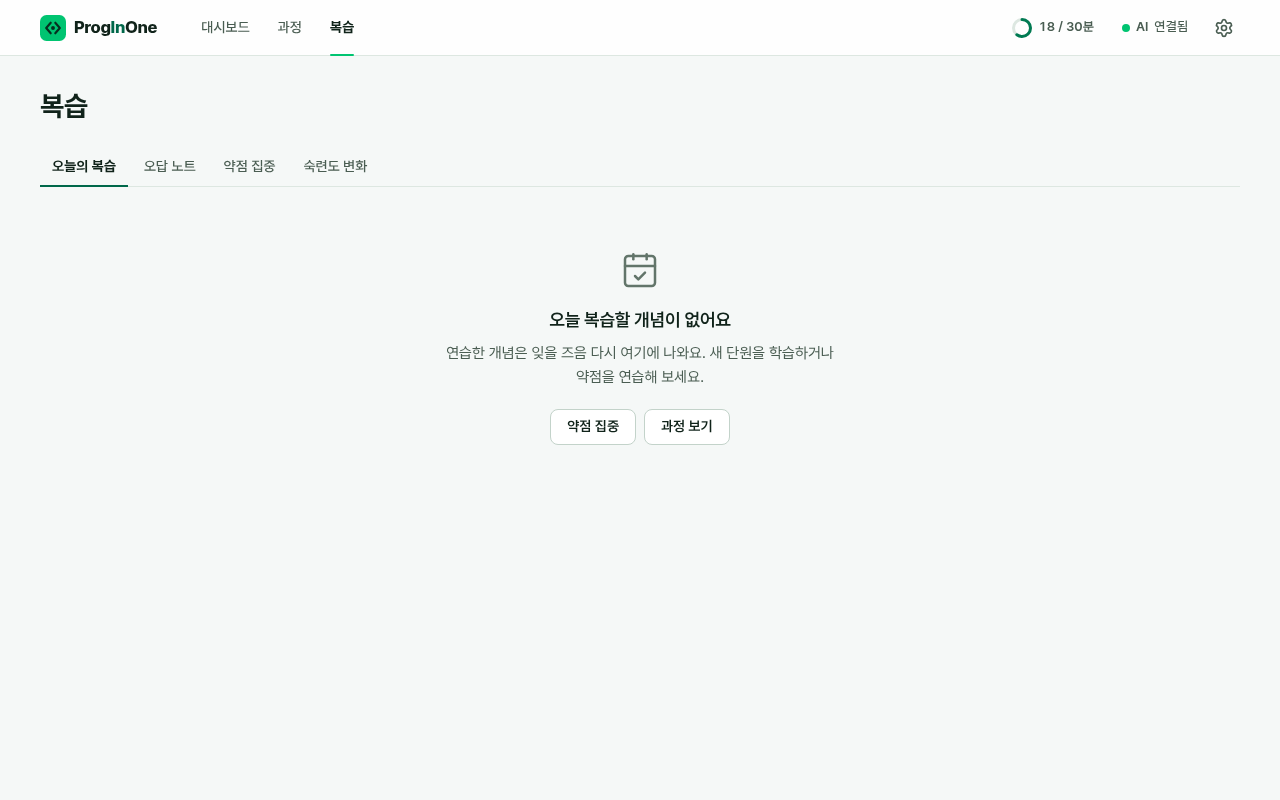 ProgInOne
대시보드
과정
복습
18 / 30분
AI 연결됨
복습
오늘의 복습
오답 노트
약점 집중
숙련도 변화
오늘 복습할 개념이 없어요
연습한 개념은 잊을 즈음 다시 여기에 나와요. 새 단원을 학습하거나
약점을 연습해 보세요.
약점 집중
과정 보기